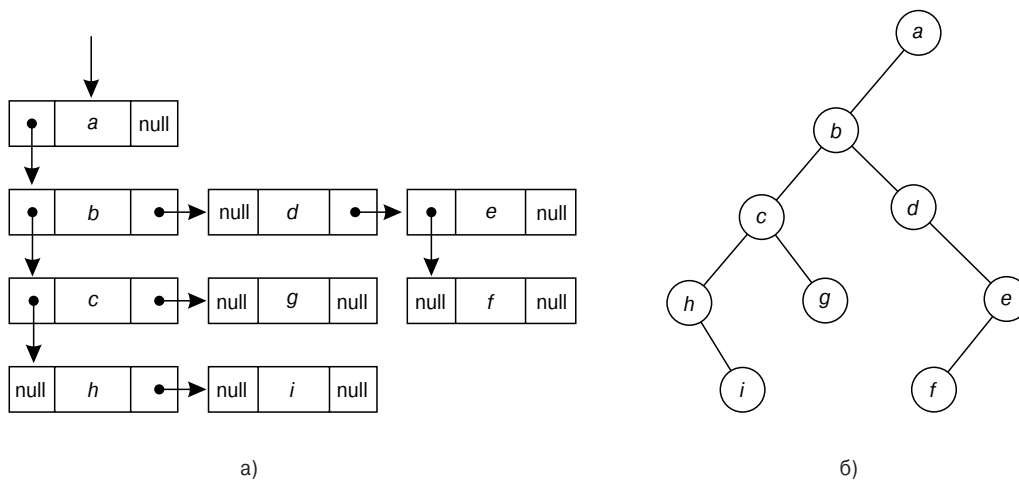 a null
b null d e null
c null g null null f null
null h null i null
а)
a
b
c d
h g e
i f
б)